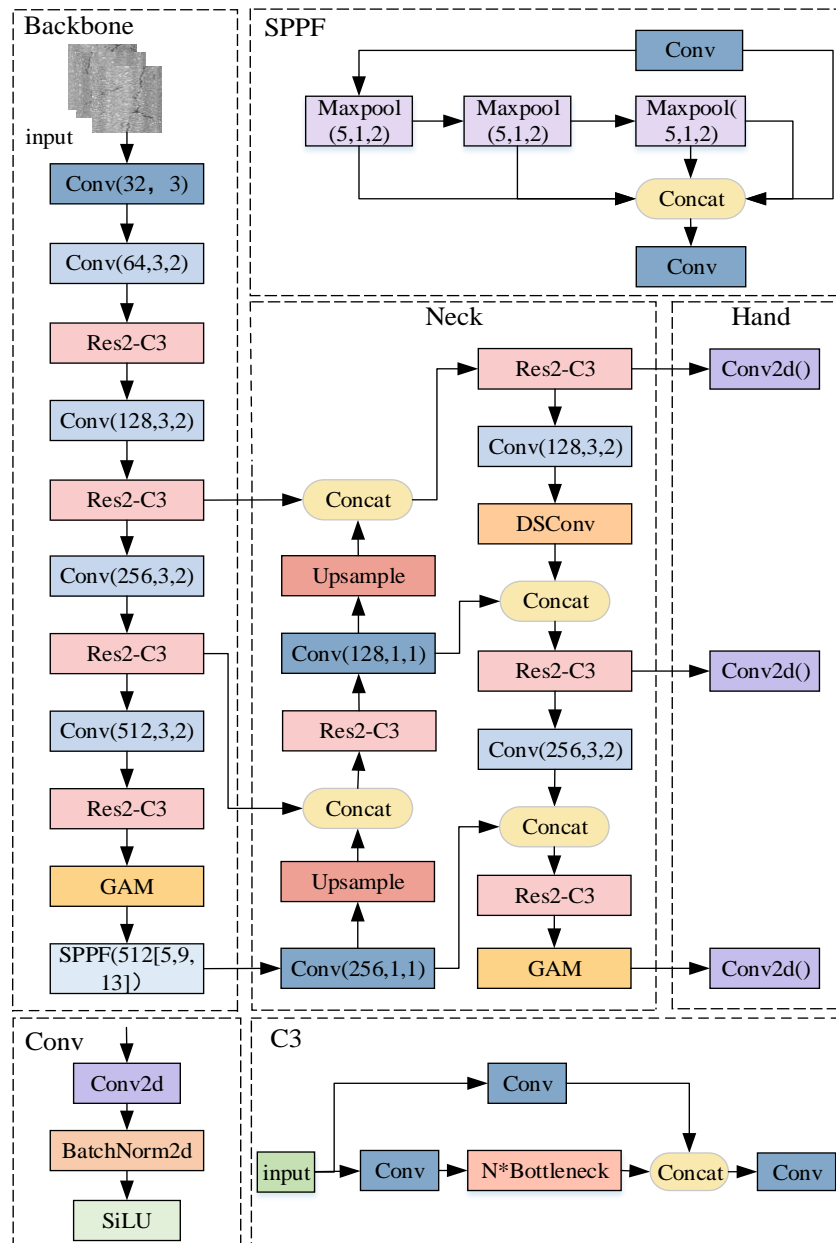 Backbone
input
Conv(32，3)
Conv(64,3,2)
Res2-C3
Conv(128,3,2)
Res2-C3
Conv(256,3,2)
Res2-C3
Conv(512,3,2)
Res2-C3
GAM
SPPF(512[5,9,
13]）
SPPF
Conv
Maxpool
(5,1,2)
Maxpool
(5,1,2)
Maxpool(
5,1,2)
Concat
Conv
Neck
Concat
Upsample
Conv(128,1,1)
Res2-C3
Concat
Upsample
Conv(256,1,1)
Res2-C3
Conv(128,3,2)
DSConv
Concat
Res2-C3
Conv(256,3,2)
Concat
Res2-C3
GAM
Hand
Conv2d()
Conv2d()
Conv2d()
Conv
Conv2d
BatchNorm2d
SiLU
C3
input
Conv
Conv
N*Bottleneck
Concat
Conv